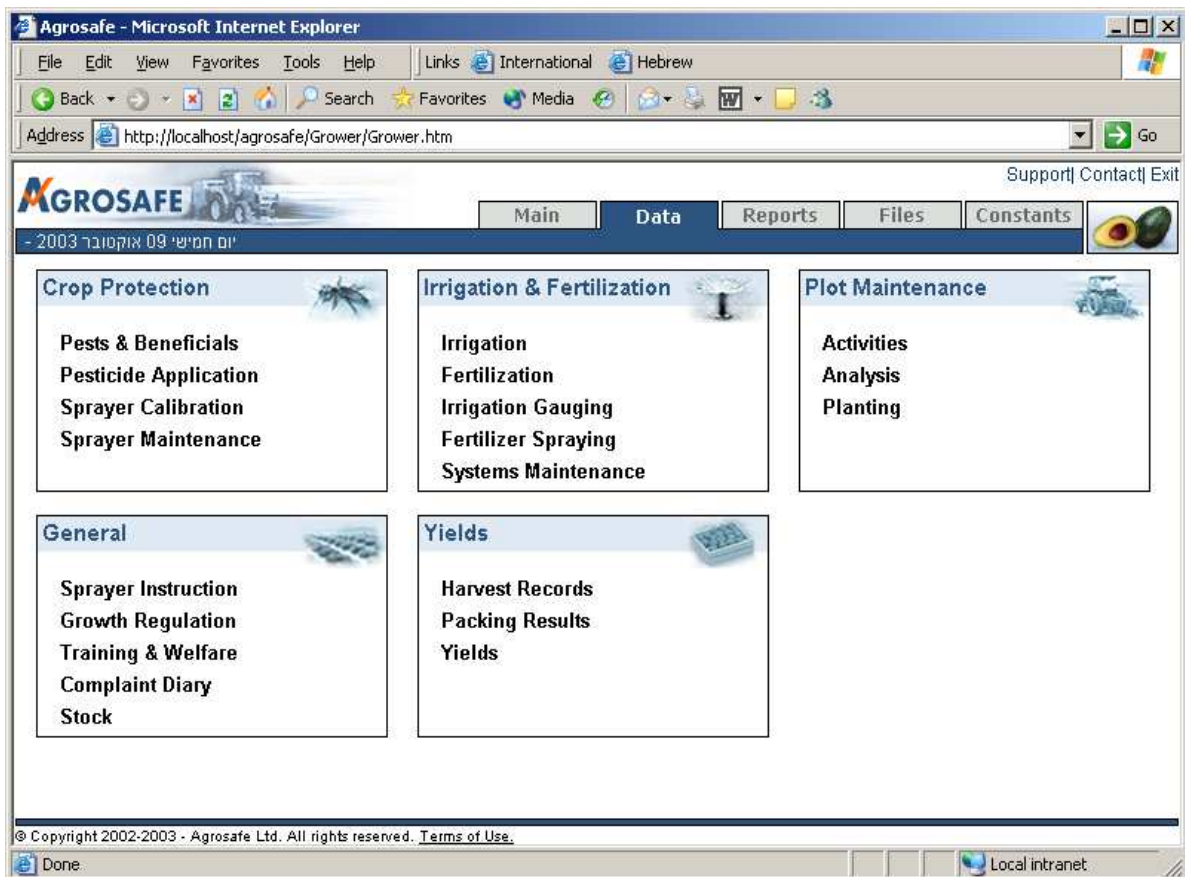 Agrosafe - Microsoft Internet Explorer
File Edit View Favorites Tools Help Links International Hebrew
Back Search Favorites Media
Address http://localhost/agrosafe/Grower/Grower.htm Go
Support| Contact| Exit
AGROSAFE
Main Data Reports Files Constants
יום חמישי 09 אוקטובר 2003 -
Crop Protection
Pests & Beneficials
Pesticide Application
Sprayer Calibration
Sprayer Maintenance
Irrigation & Fertilization
Irrigation
Fertilization
Irrigation Gauging
Fertilizer Spraying
Systems Maintenance
Plot Maintenance
Activities
Analysis
Planting
General
Sprayer Instruction
Growth Regulation
Training & Welfare
Complaint Diary
Stock
Yields
Harvest Records
Packing Results
Yields
© Copyright 2002-2003 - Agrosafe Ltd. All rights reserved. Terms of Use.
Done Local intranet